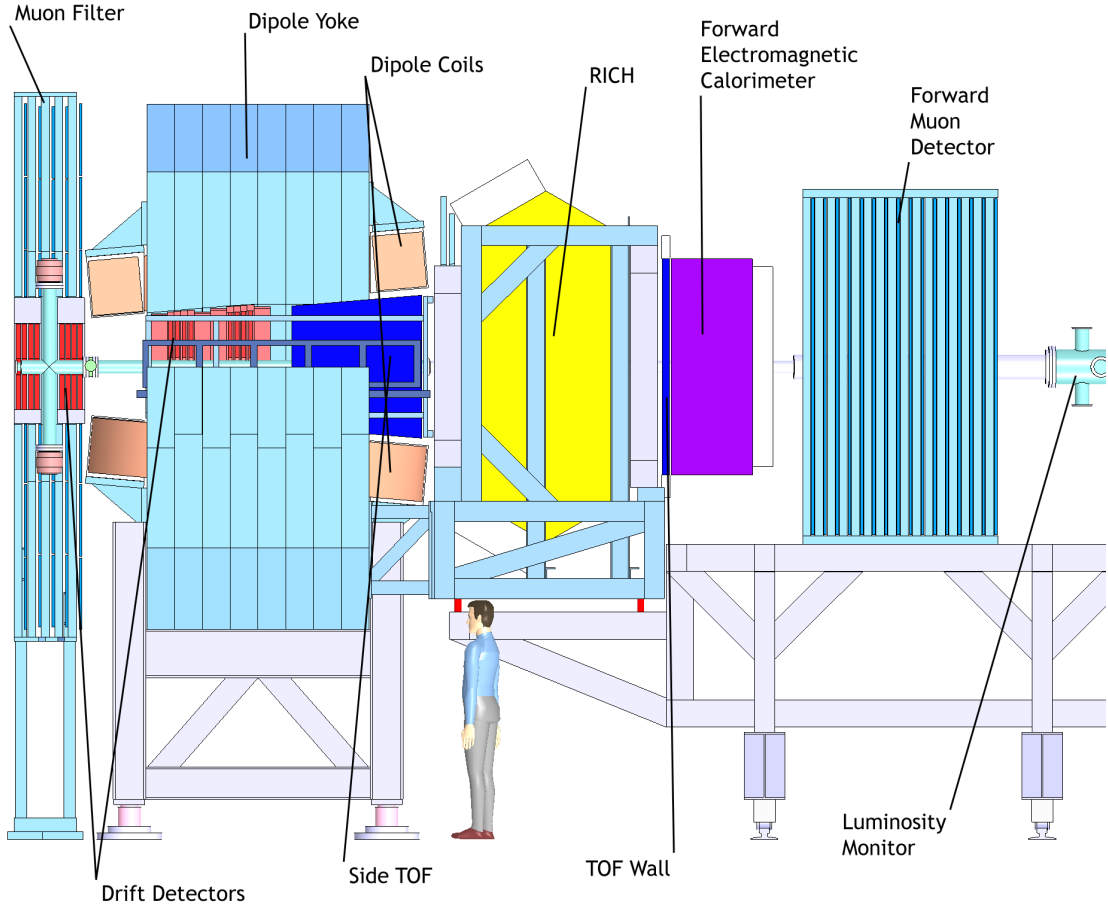 Muon Filter
Dipole Yoke
Dipole Coils
RICH
Forward
Electromagnetic
Calorimeter
Forward
Muon
Detector
Drift Detectors
Side TOF
TOF Wall
Luminosity
Monitor